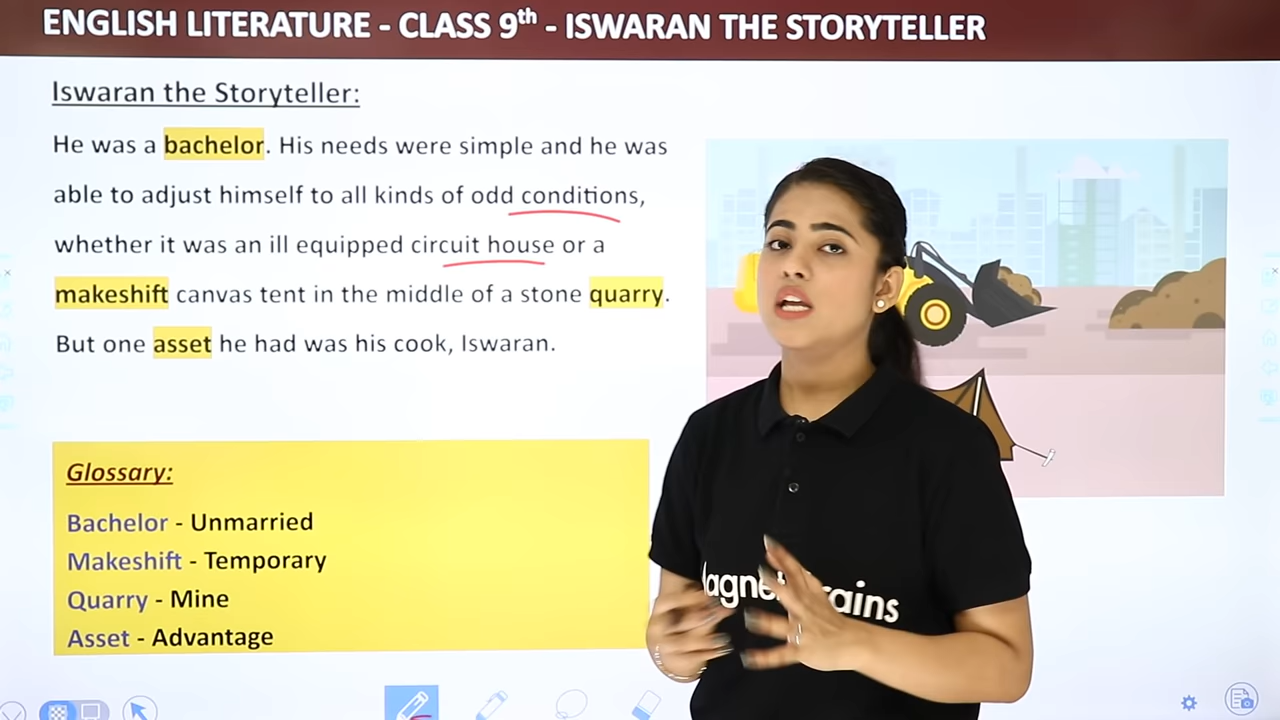 ENGLISH LITERATURE - CLASS 9th - ISWARAN THE STORYTELLER
Iswaran the Storyteller:
He was a bachelor. His needs were simple and he was
able to adjust himself to all kinds of odd conditions,
whether it was an ill equipped circuit house or a
makeshift canvas tent in the middle of a stone quarry.
But one asset he had was his cook, Iswaran.
Glossary:
Bachelor - Unmarried
Makeshift - Temporary
Quarry - Mine
Asset - Advantage